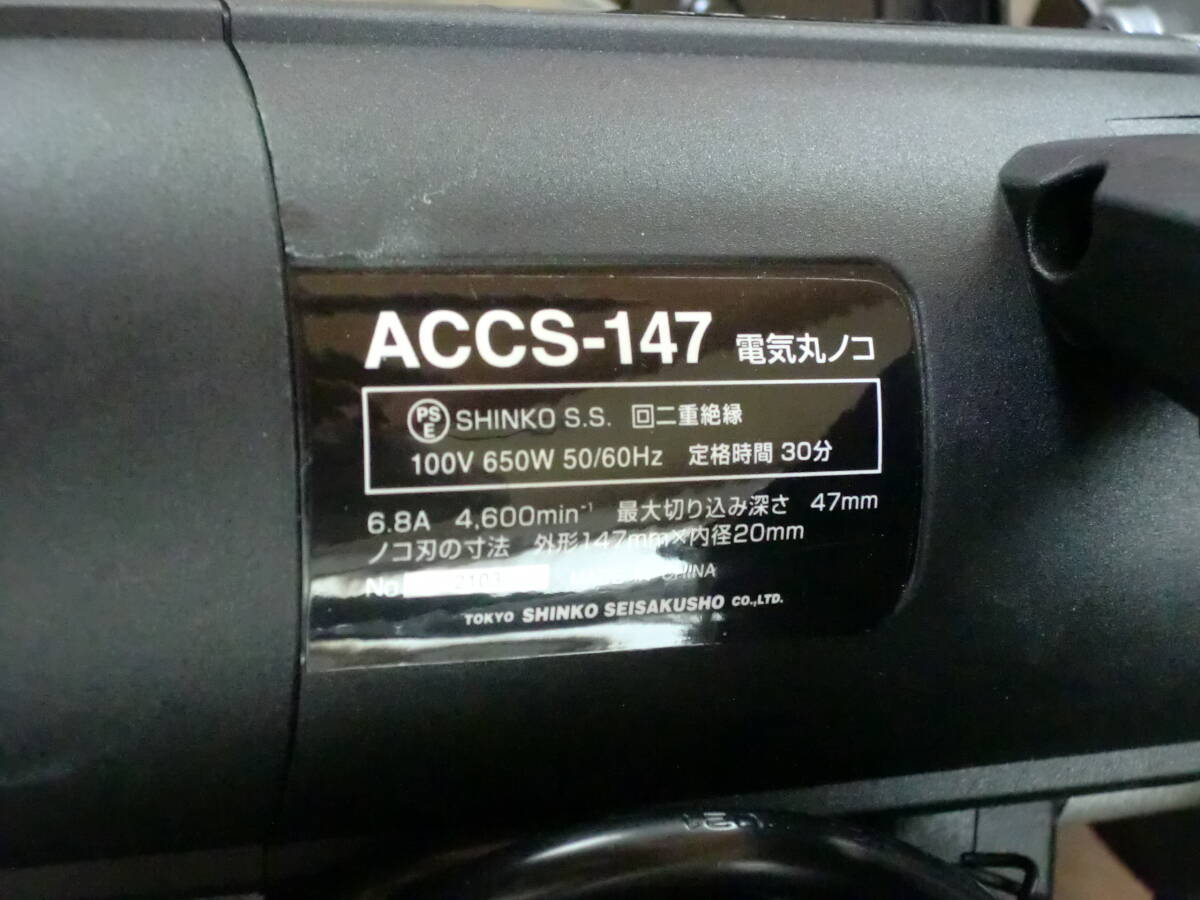 ACCS-147 電気丸ノコ
PSE SHINKO S.S. 回二重絶縁
100V 650W 50/60Hz 定格時間 30分
6.8A 4,600min⁻¹ 最大切り込み深さ 47mm
ノコ刃の寸法 外形147mm×内径20mm
No 2103 CHINA
TOKYO SHINKO SEISAKUSHO CO.,LTD.